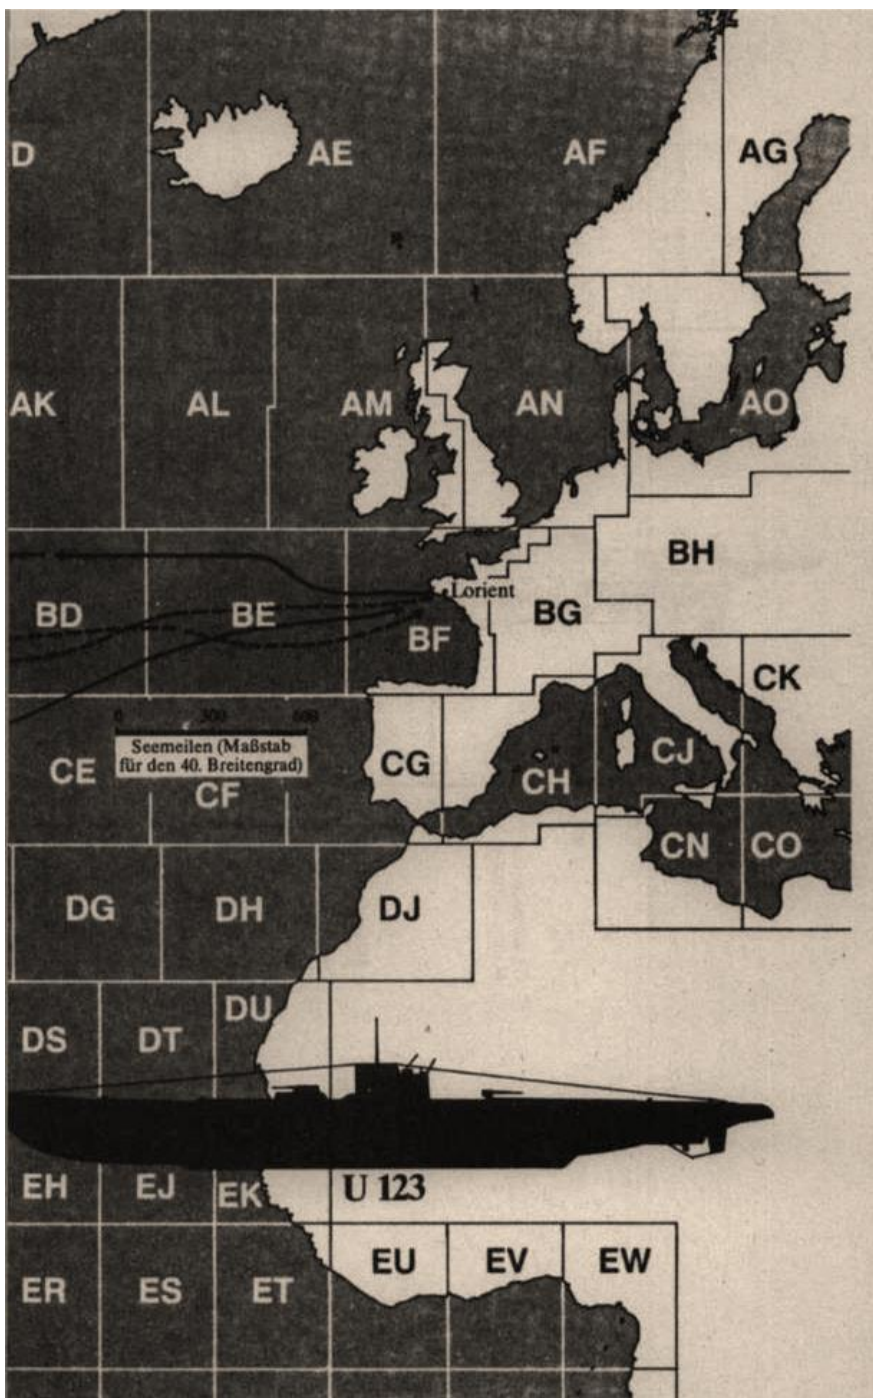 D
AE
AF
AG
AK
AL
AM
AN
AO
BD
BE
BF
Lorient
BG
BH
0 300 600
Seemeilen (Maßstab
für den 40. Breitengrad)
CE
CF
CG
CH
CJ
CK
CN
CO
DG
DH
DJ
DS
DT
DU
EH
EJ
EK
U 123
ER
ES
ET
EU
EV
EW